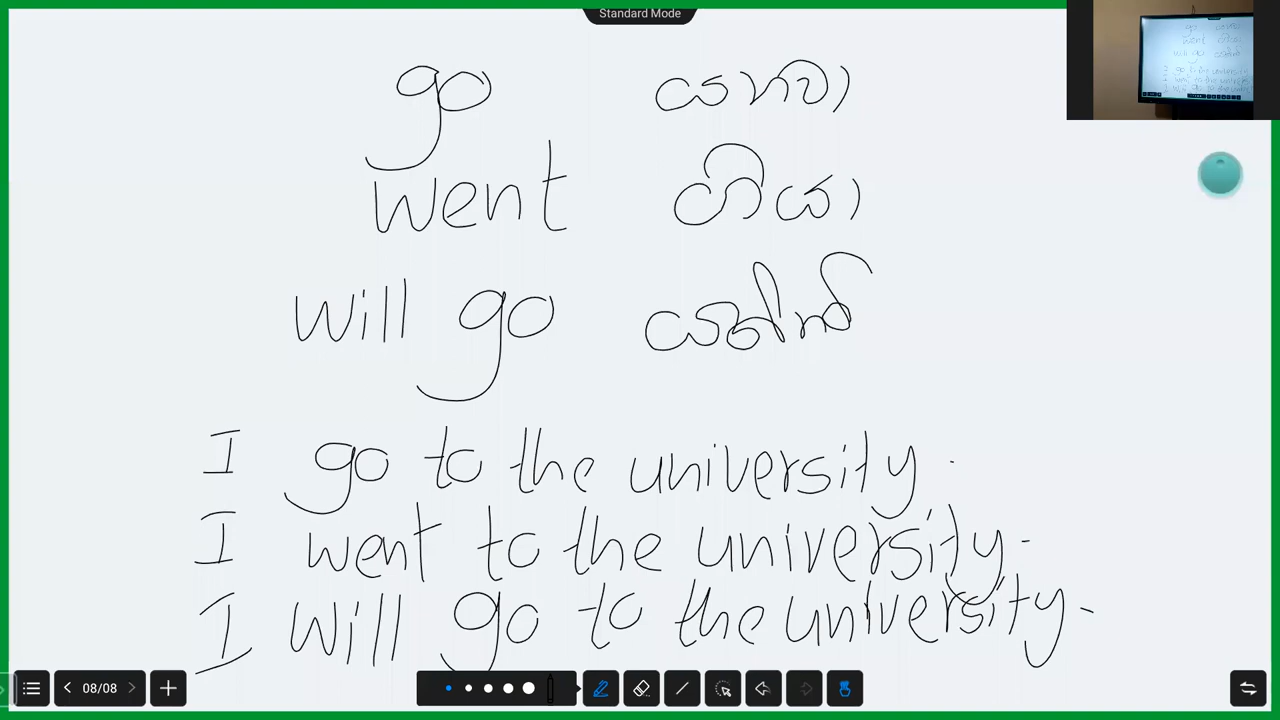 Standard Mode
go යනවා
went ගියා
will go
I go to the university.
I went to the university.
I will go to the university.
08/08